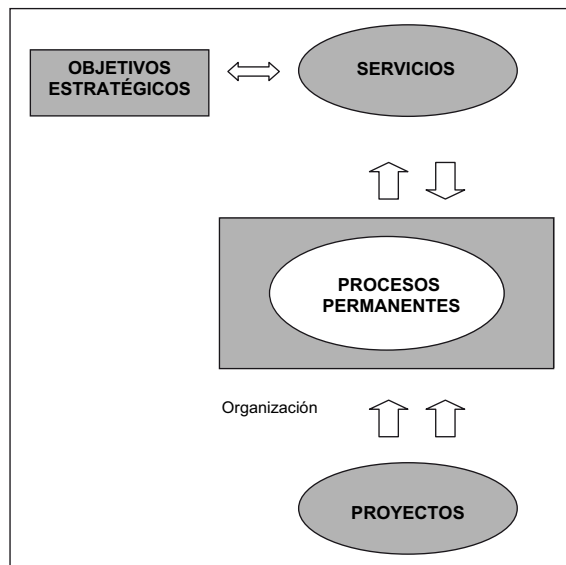 OBJETIVOS
ESTRATÉGICOS
SERVICIOS
PROCESOS
PERMANENTES
Organización
PROYECTOS